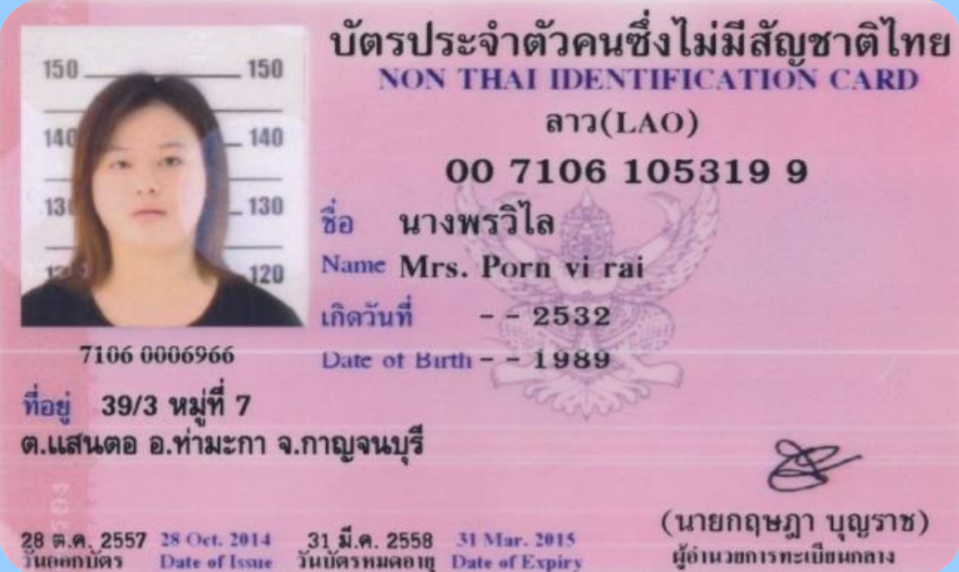 บัตรประจำตัวคนซึ่งไม่มีสัญชาติไทย
NON THAI IDENTIFICATION CARD
ลาว(LAO)
00 7106 105319 9
ชื่อ นางพรวิไล
Name Mrs. Porn vi rai
เกิดวันที่ - - 2532
Date of Birth - - 1989
150 150
140 140
130 130
120 120
7106 0006966
ที่อยู่ 39/3 หมู่ที่ 7
ต.แสนตอ อ.ท่ามะกา จ.กาญจนบุรี
28 ต.ค. 2557 28 Oct. 2014 31 มี.ค. 2558 31 Mar. 2015
วันออกบัตร Date of Issue วันบัตรหมดอายุ Date of Expiry
(นายกฤษฎา บุญราช)
ผู้อำนวยการทะเบียนกลาง